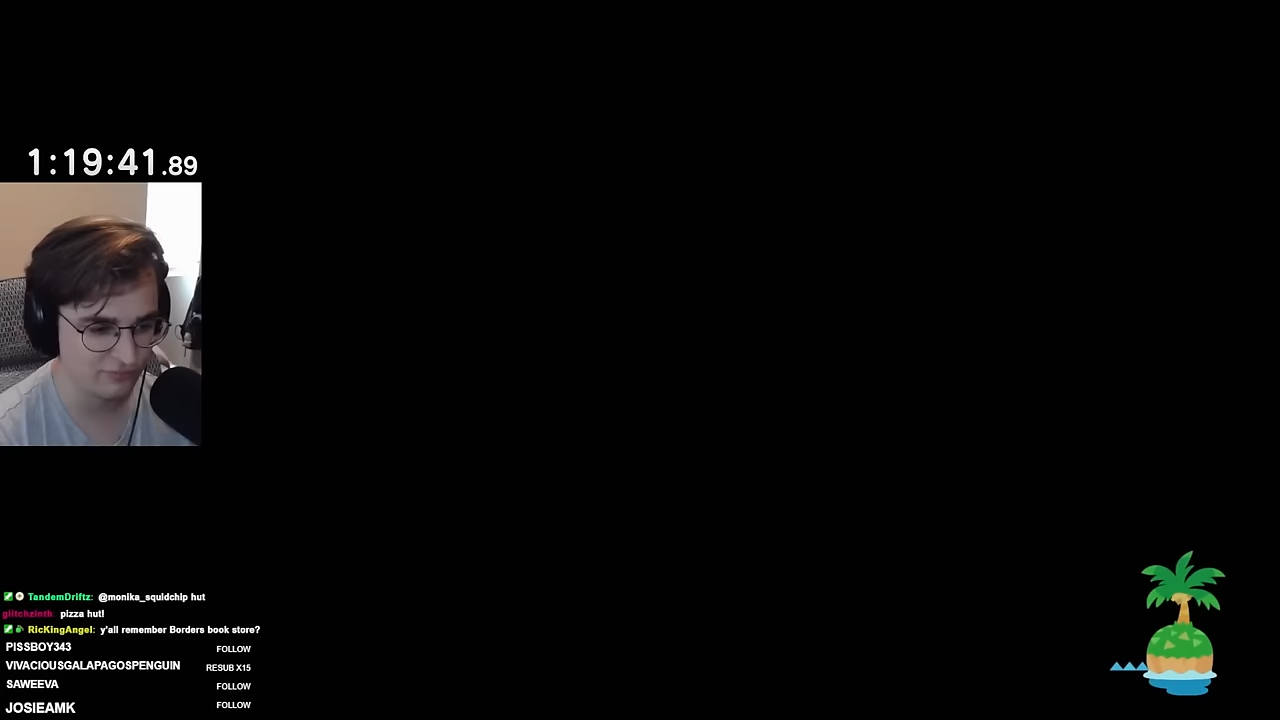 1:19:41.89
TandemDriftz: @monika_squidchip hut
glitchzloth pizza hut!
RicKingAngel: y'all remember Borders book store?
PISSBOY343 FOLLOW
VIVACIOUSGALAPAGOSPENGUIN RESUB X15
SAWEEVA FOLLOW
JOSIEAMK FOLLOW